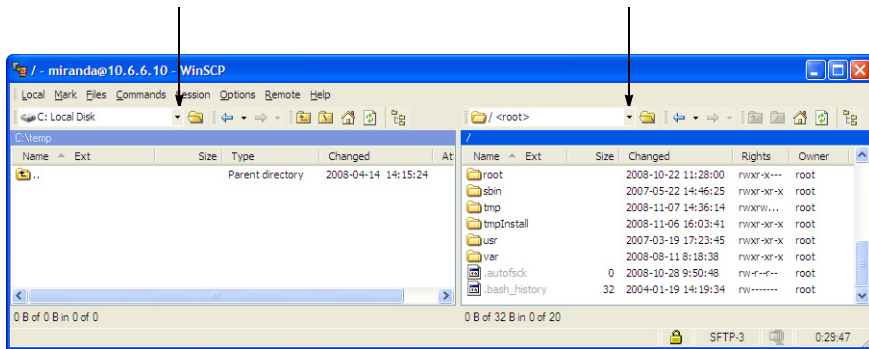 / - miranda@10.6.6.10 - WinSCP
Local Mark Files Commands Session Options Remote Help
C: Local Disk / <root>
C:\temp /
Name Ext Size Type Changed At Name Ext Size Changed Rights Owner
.. Parent directory 2008-04-14 14:15:24 root 2008-10-22 11:28:00 rwxr-x--- root
sbin 2007-05-22 14:46:25 rwxr-xr-x root
tmp 2008-11-07 14:36:14 rwxrw... root
tmpInstall 2008-11-06 16:03:41 rwxr-xr-x root
usr 2007-03-19 17:23:45 rwxr-xr-x root
var 2008-08-11 8:18:38 rwxr-xr-x root
.autofsck 0 2008-10-28 9:50:48 rw-r--r-- root
.bash_history 32 2004-01-19 14:19:34 rw------- root
0 B of 0 B in 0 of 0 0 B of 32 B in 0 of 20
SFTP-3 0:29:47